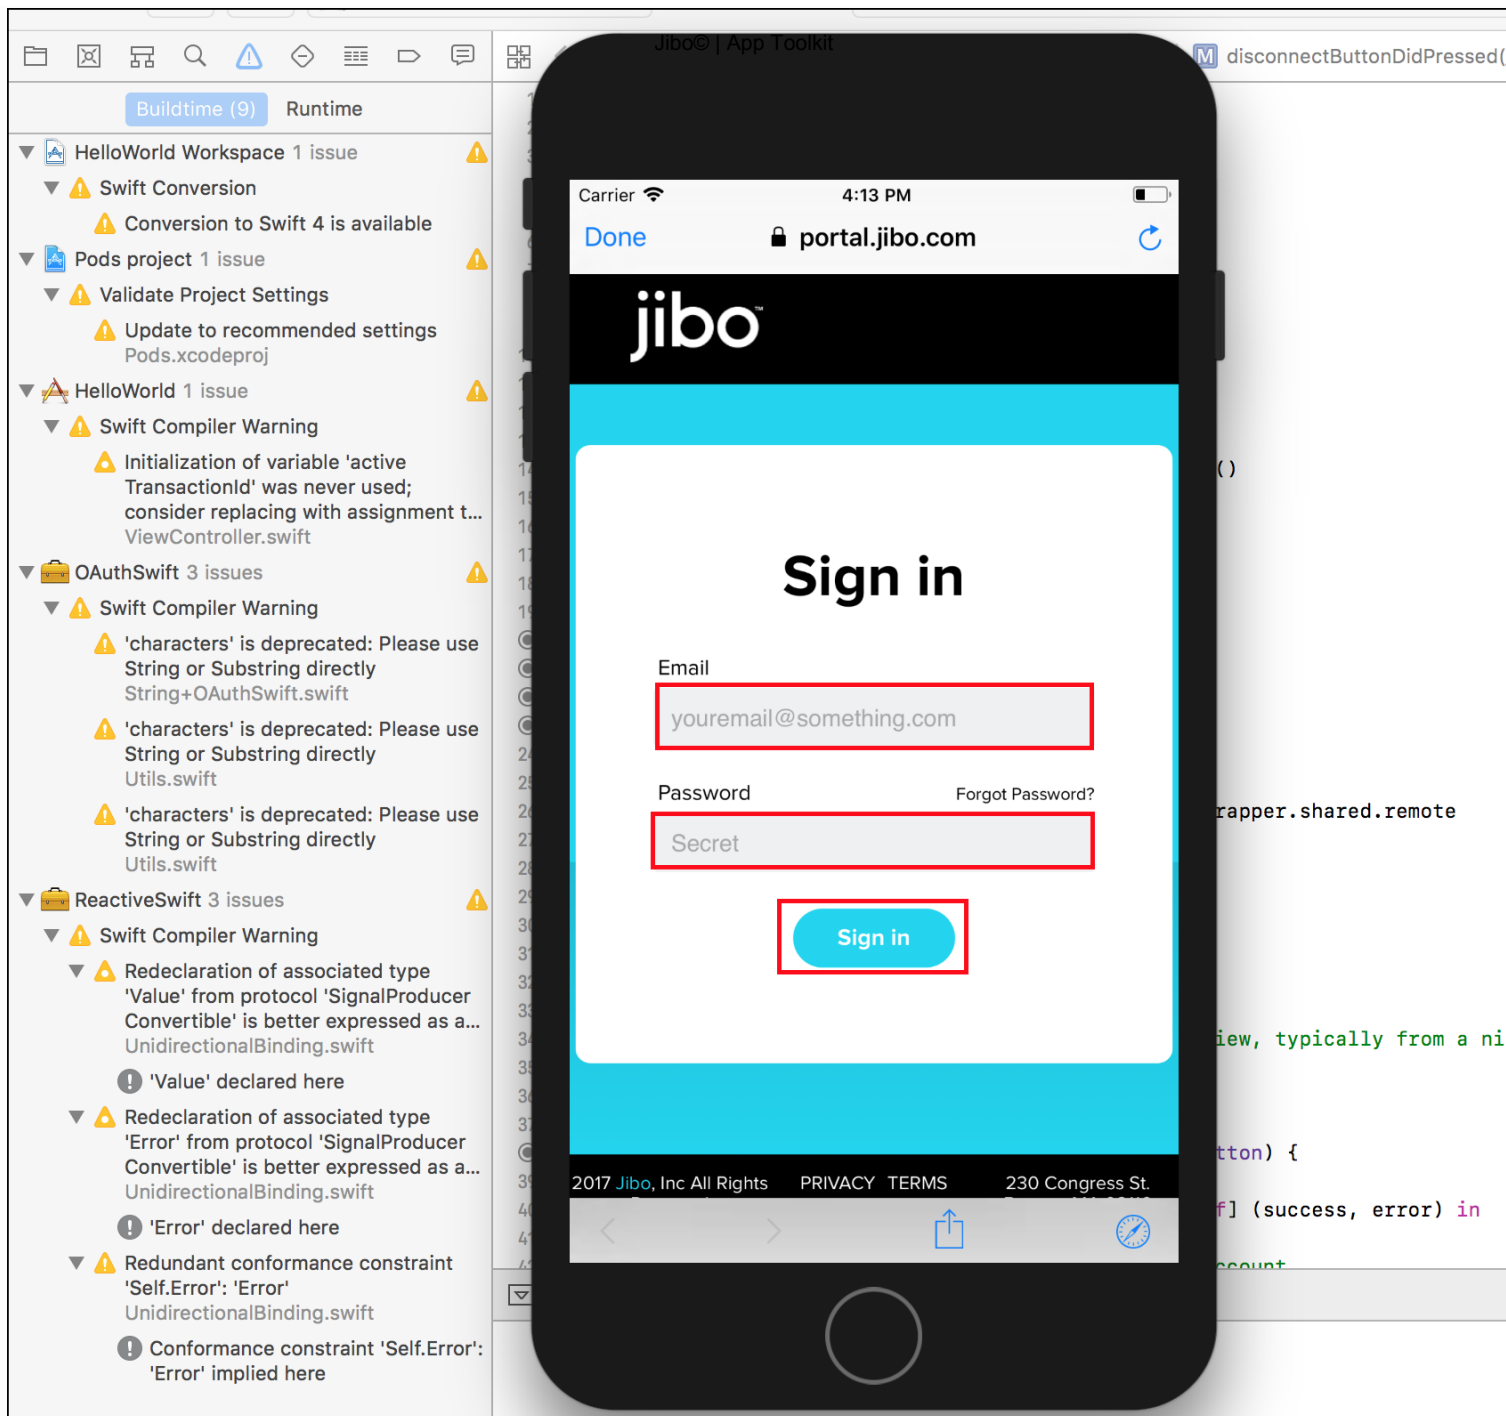 Jibo© | App Toolkit
disconnectButtonDidPressed(
Buildtime (9) Runtime
HelloWorld Workspace 1 issue
Swift Conversion
Conversion to Swift 4 is available
Pods project 1 issue
Validate Project Settings
Update to recommended settings
Pods.xcodeproj
HelloWorld 1 issue
Swift Compiler Warning
Initialization of variable 'active
TransactionId' was never used;
consider replacing with assignment t...
ViewController.swift
OAuthSwift 3 issues
Swift Compiler Warning
'characters' is deprecated: Please use
String or Substring directly
String+OAuthSwift.swift
'characters' is deprecated: Please use
String or Substring directly
Utils.swift
'characters' is deprecated: Please use
String or Substring directly
Utils.swift
ReactiveSwift 3 issues
Swift Compiler Warning
Redeclaration of associated type
'Value' from protocol 'SignalProducer
Convertible' is better expressed as a...
UnidirectionalBinding.swift
'Value' declared here
Redeclaration of associated type
'Error' from protocol 'SignalProducer
Convertible' is better expressed as a...
UnidirectionalBinding.swift
'Error' declared here
Redundant conformance constraint
'Self.Error': 'Error'
UnidirectionalBinding.swift
Conformance constraint 'Self.Error':
'Error' implied here
Carrier 4:13 PM
Done portal.jibo.com
jibo™
Sign in
Email
youremail@something.com
Password Forgot Password?
Secret
Sign in
2017 Jibo, Inc All Rights PRIVACY TERMS 230 Congress St.
()
rapper.shared.remote
iew, typically from a ni
tton) {
f] (success, error) in
ccount